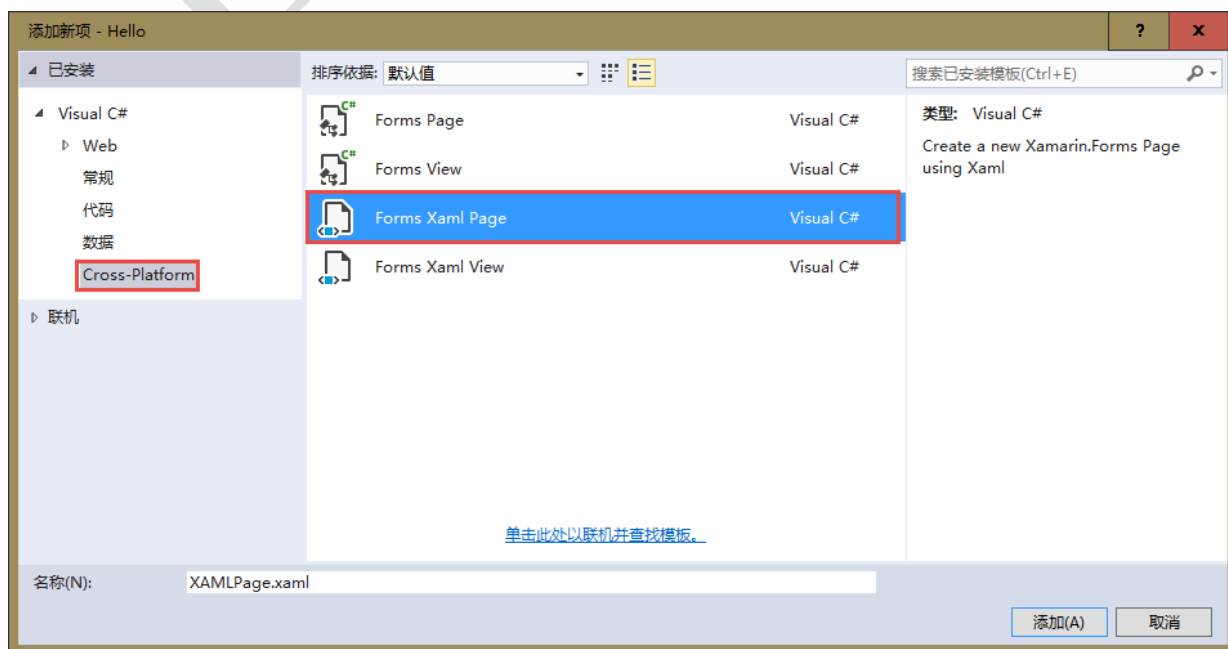 添加新项 - Hello
? x
已安装
排序依据: 默认值
搜索已安装模板(Ctrl+E)
Visual C#
Web
常规
代码
数据
Cross-Platform
联机
C# Forms Page Visual C#
C# Forms View Visual C#
Forms Xaml Page Visual C#
Forms Xaml View Visual C#
单击此处以联机并查找模板。
类型: Visual C#
Create a new Xamarin.Forms Page
using Xaml
名称(N): XAMLPage.xaml
添加(A) 取消